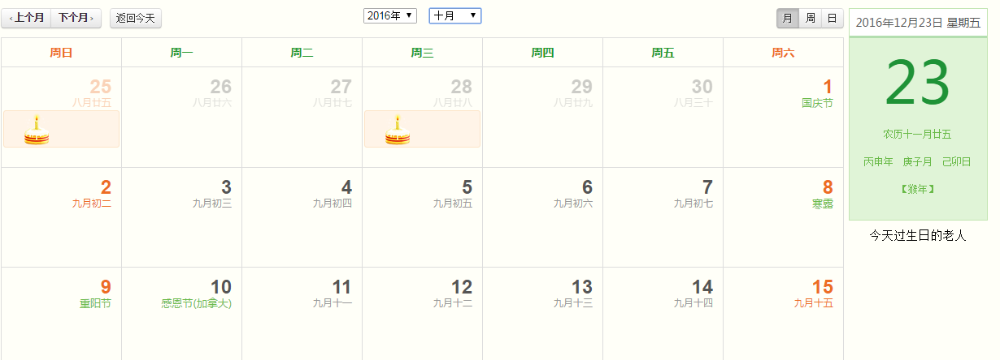 ‹上个月 下个月› 返回今天 2016年 十月 月 周 日
周日 周一 周二 周三 周四 周五 周六
25 26 27 28 29 30 1
八月廿五 八月廿六 八月廿七 八月廿八 八月廿九 八月三十 国庆节
2 3 4 5 6 7 8
九月初二 九月初三 九月初四 九月初五 九月初六 九月初七 寒露
9 10 11 12 13 14 15
重阳节 感恩节(加拿大) 九月十一 九月十二 九月十三 九月十四 九月十五
2016年12月23日 星期五
23
农历十一月廿五
丙申年 庚子月 己卯日
【猴年】
今天过生日的老人